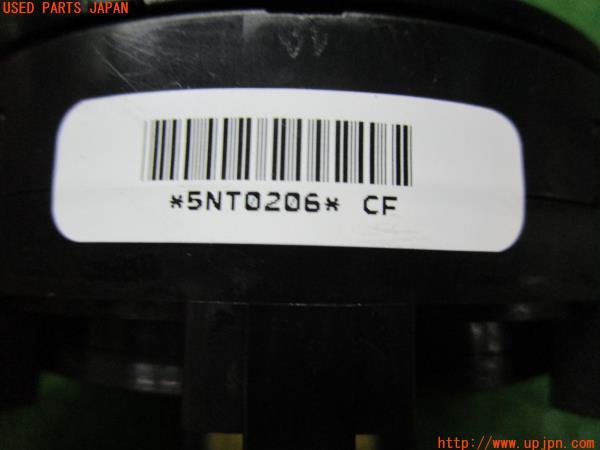 USED PARTS JAPAN
*5NT0206* CF
http://www.upjpn.com/